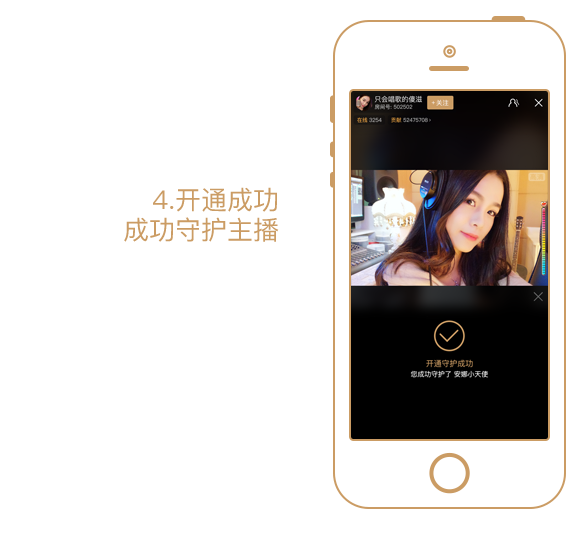 4.开通成功
成功守护主播
只会唱歌的傻滋
房间号: 502502
+关注
在线 3254 贡献 52475708 ›
开通守护成功
您成功守护了 安娜小天使